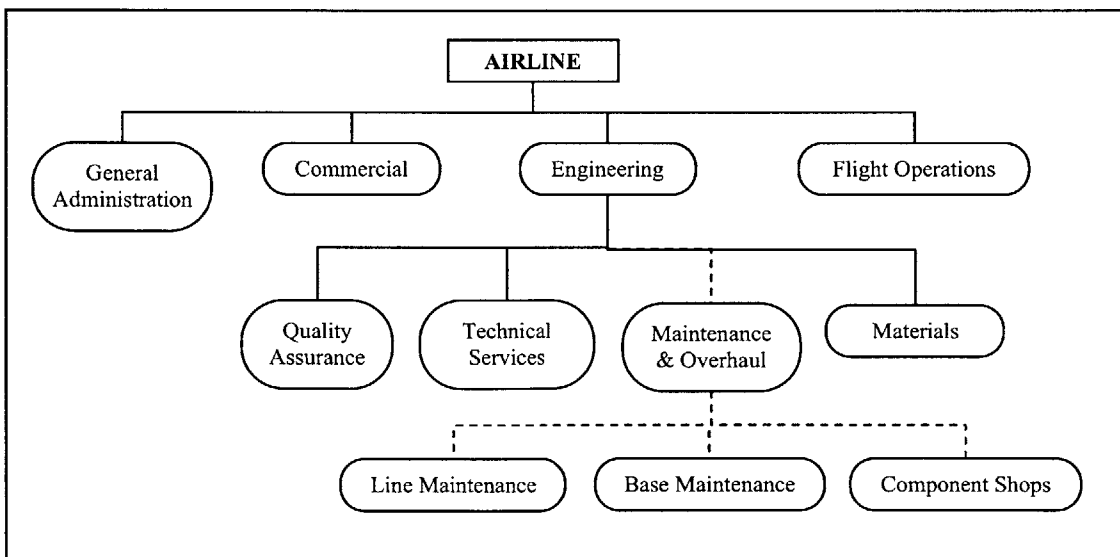 AIRLINE
General
Administration
Commercial
Engineering
Flight Operations
Quality
Assurance
Technical
Services
Maintenance
& Overhaul
Materials
Line Maintenance
Base Maintenance
Component Shops